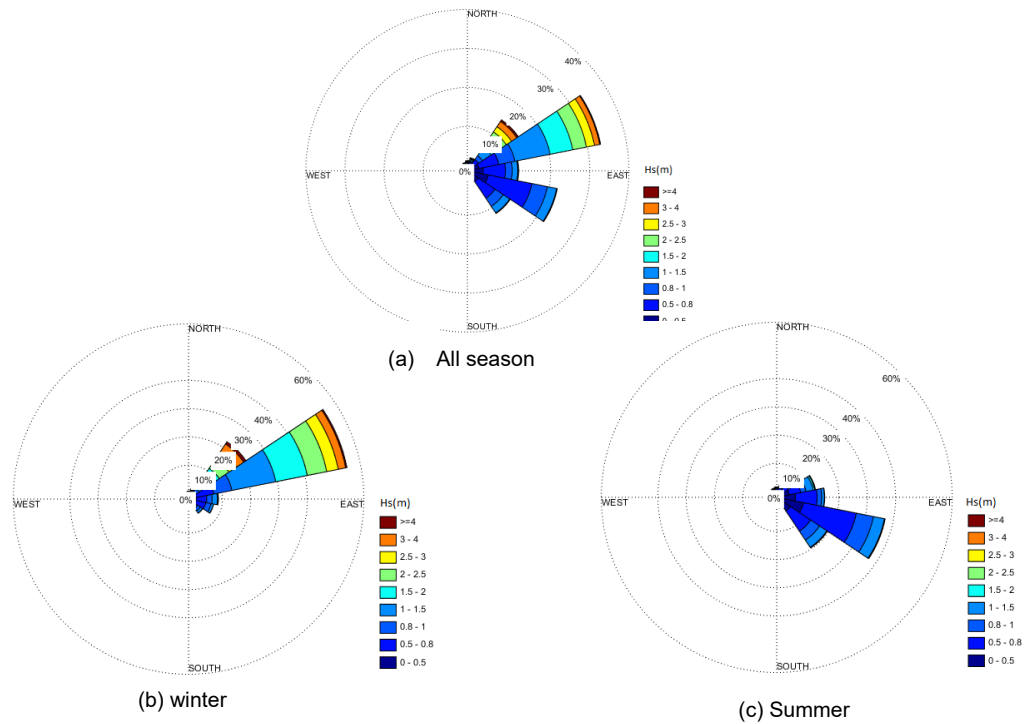 NORTH
40%
30%
20%
10%
0%
WEST
EAST
SOUTH
Hs(m)
>=4
3 - 4
2.5 - 3
2 - 2.5
1.5 - 2
1 - 1.5
0.8 - 1
0.5 - 0.8
0 - 0.5
(a) All season
NORTH
60%
40%
30%
20%
10%
0%
WEST
EAST
SOUTH
Hs(m)
>=4
3 - 4
2.5 - 3
2 - 2.5
1.5 - 2
1 - 1.5
0.8 - 1
0.5 - 0.8
0 - 0.5
(b) winter
NORTH
60%
40%
30%
20%
10%
0%
WEST
EAST
SOUTH
Hs(m)
>=4
3 - 4
2.5 - 3
2 - 2.5
1.5 - 2
1 - 1.5
0.8 - 1
0.5 - 0.8
0 - 0.5
(c) Summer